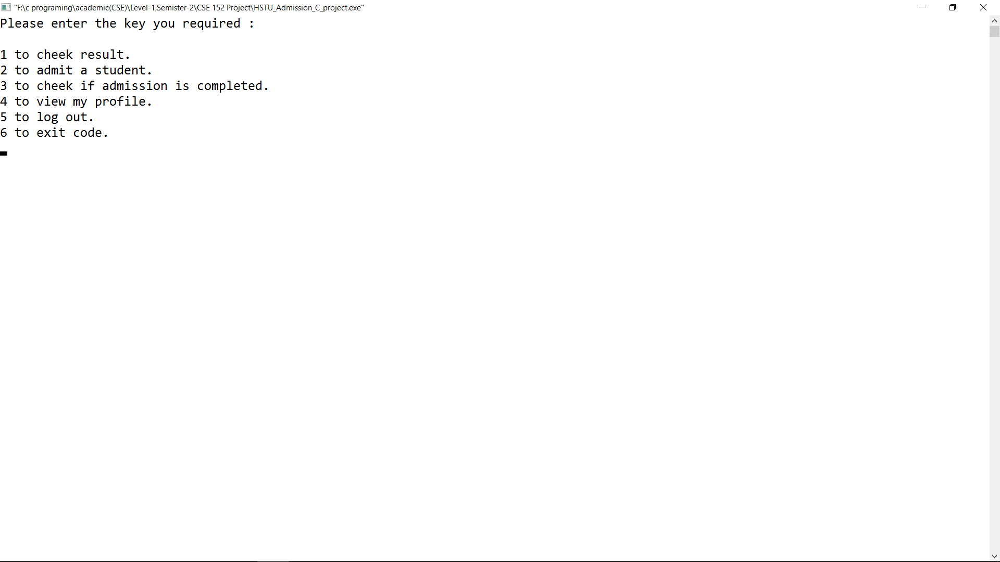 "F:\c programing\academic(CSE)\Level-1,Semister-2\CSE 152 Project\HSTU_Admission_C_project.exe"
Please enter the key you required :
1 to cheek result.
2 to admit a student.
3 to cheek if admission is completed.
4 to view my profile.
5 to log out.
6 to exit code.